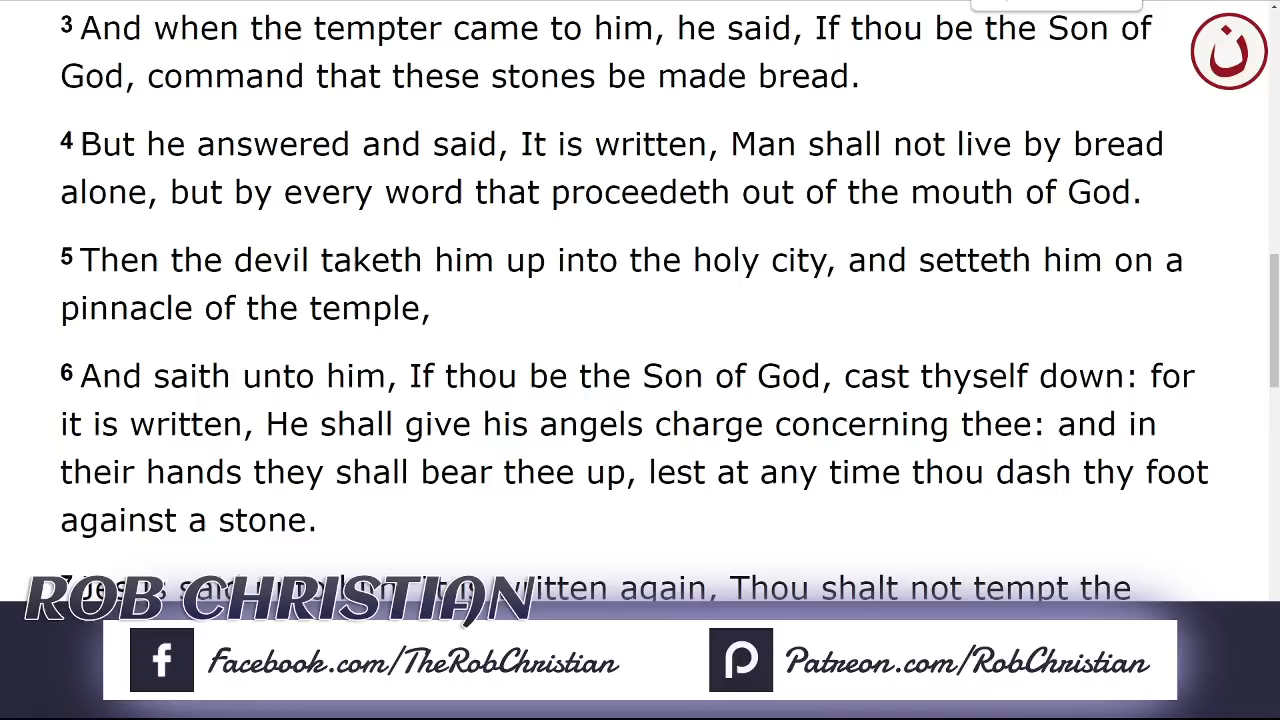 3 And when the tempter came to him, he said, If thou be the Son of
God, command that these stones be made bread.
4 But he answered and said, It is written, Man shall not live by bread
alone, but by every word that proceedeth out of the mouth of God.
5 Then the devil taketh him up into the holy city, and setteth him on a
pinnacle of the temple,
6 And saith unto him, If thou be the Son of God, cast thyself down: for
it is written, He shall give his angels charge concerning thee: and in
their hands they shall bear thee up, lest at any time thou dash thy foot
against a stone.
written again, Thou shalt not tempt the
ROB CHRISTIAN
Facebook.com/TheRobChristian
Patreon.com/RobChristian
ن